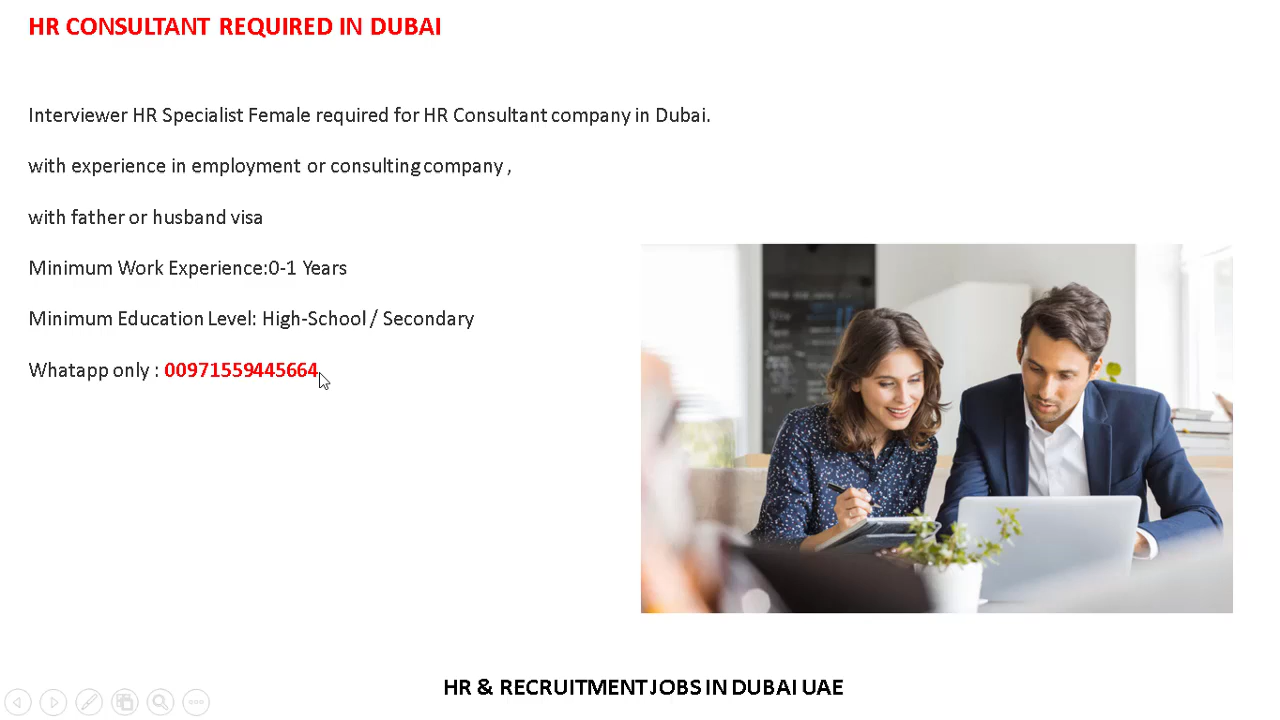 HR CONSULTANT REQUIRED IN DUBAI
Interviewer HR Specialist Female required for HR Consultant company in Dubai.
with experience in employment or consulting company ,
with father or husband visa
Minimum Work Experience:0-1 Years
Minimum Education Level: High-School / Secondary
Whatapp only : 00971559445664
HR & RECRUITMENT JOBS IN DUBAI UAE